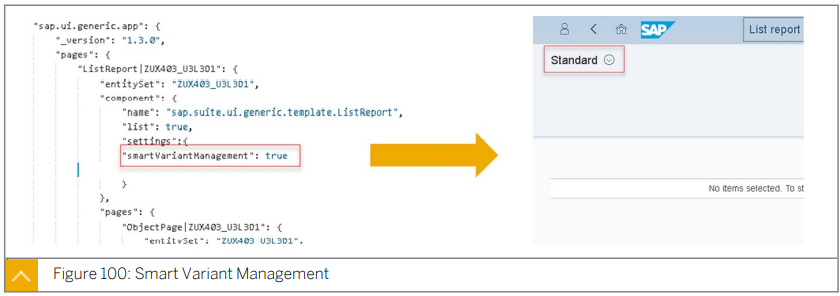 "sap.ui.generic.app": {
"_version": "1.3.0",
"pages": {
"ListReport|ZUX403_U3L3D1": {
"entitySet": "ZUX403_U3L3D1",
"component": {
"name": "sap.suite.ui.generic.template.ListReport",
"list": true,
"settings":{
"smartVariantManagement": true
}
},
"pages": {
"ObjectPage|ZUX403_U3L3D1": {
"entitySet": "ZUX403_U3L3D1".
SAP
List report
Standard
No items selected. To st
Figure 100: Smart Variant Management